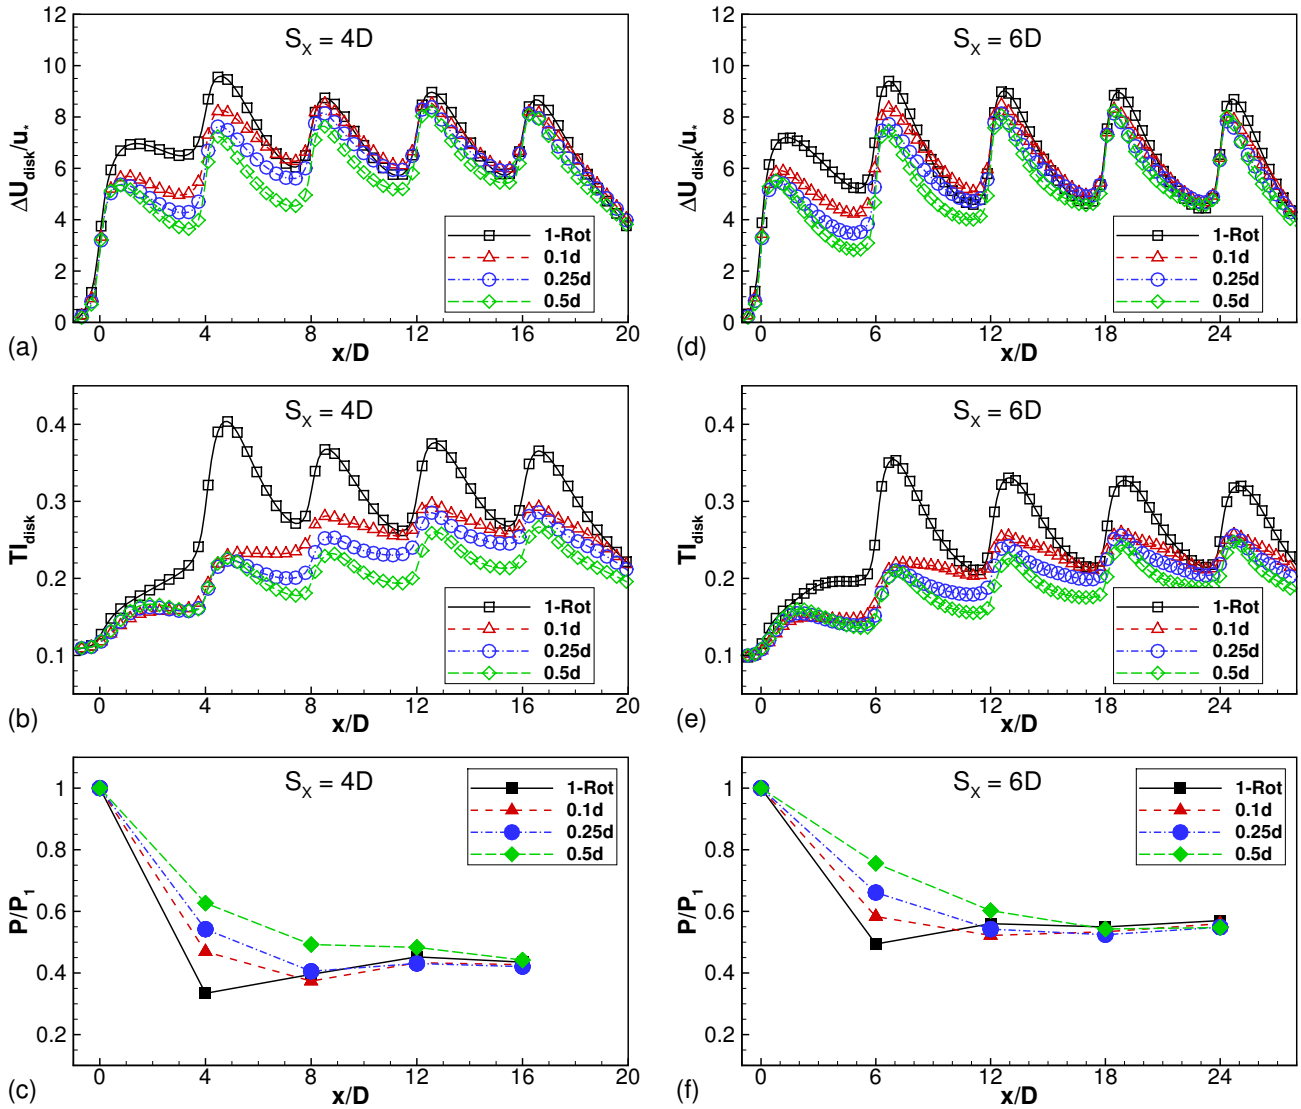 S_X = 4D
ΔU_disk/u_*
12
10
8
6
4
2
0
1-Rot
0.1d
0.25d
0.5d
0 4 8 12 16 20
x/D
(a)
S_X = 6D
ΔU_disk/u_*
12
10
8
6
4
2
0
1-Rot
0.1d
0.25d
0.5d
0 6 12 18 24
x/D
(d)
S_X = 4D
TI_disk
0.4
0.3
0.2
0.1
1-Rot
0.1d
0.25d
0.5d
0 4 8 12 16 20
x/D
(b)
S_X = 6D
TI_disk
0.4
0.3
0.2
0.1
1-Rot
0.1d
0.25d
0.5d
0 6 12 18 24
x/D
(e)
S_X = 4D
P/P_1
1
0.8
0.6
0.4
0.2
1-Rot
0.1d
0.25d
0.5d
0 4 8 12 16 20
x/D
(c)
S_X = 6D
P/P_1
1
0.8
0.6
0.4
0.2
1-Rot
0.1d
0.25d
0.5d
0 6 12 18 24
x/D
(f)